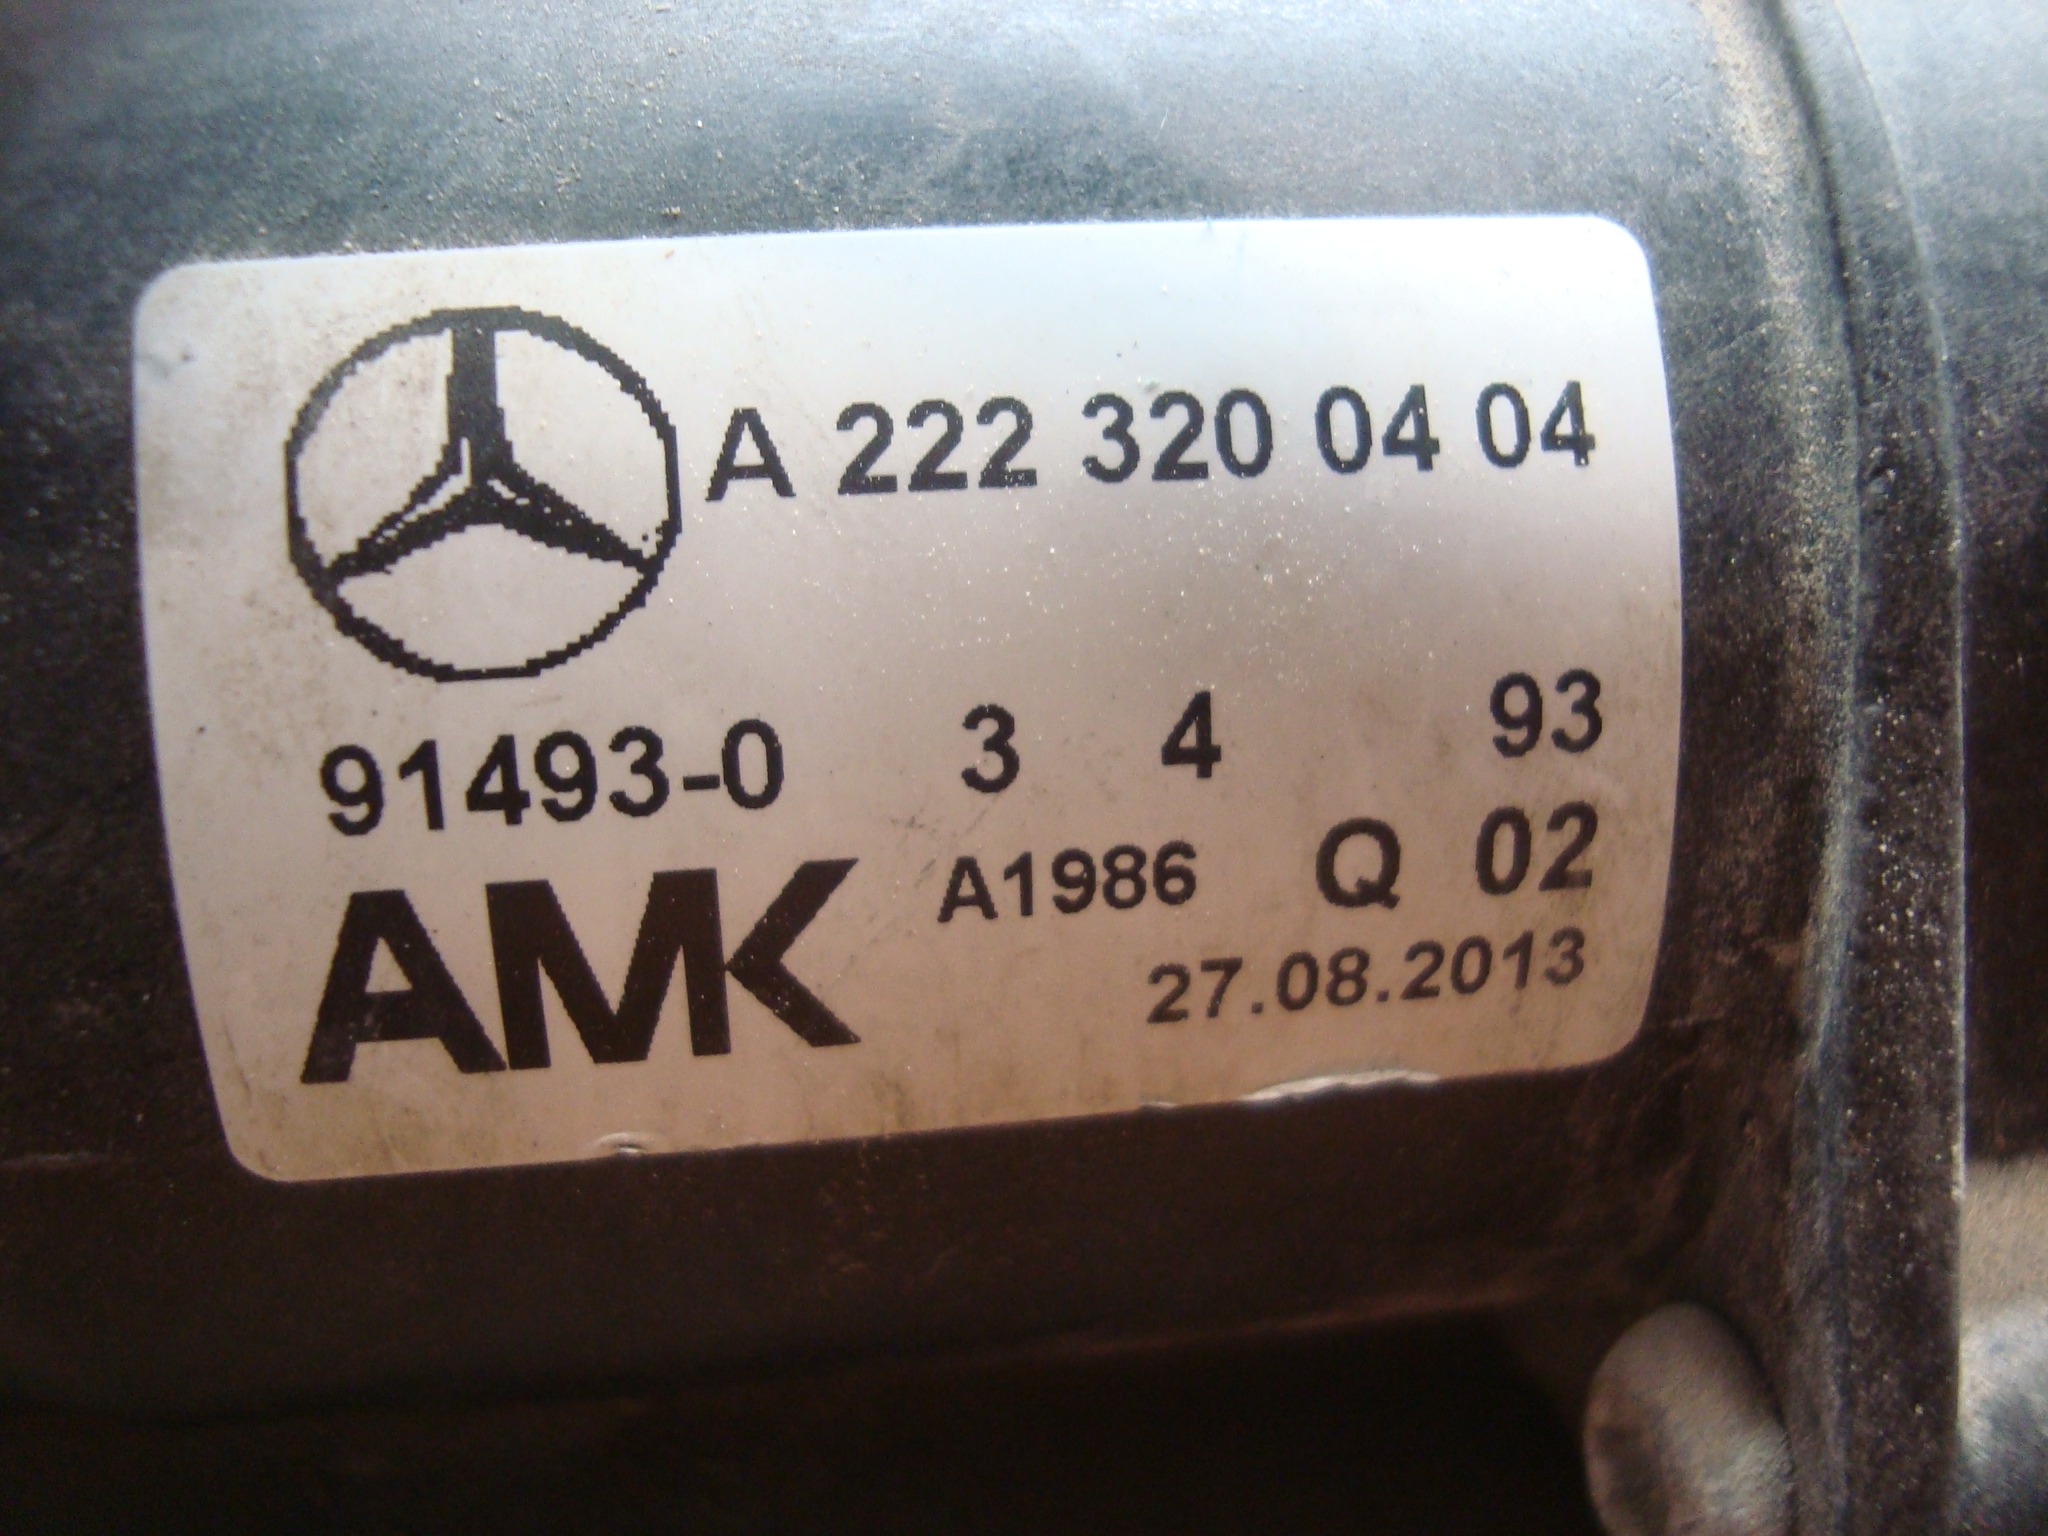 A 222 320 04 04
91493-0 3 4 93
AMK A1986 Q 02
27.08.2013